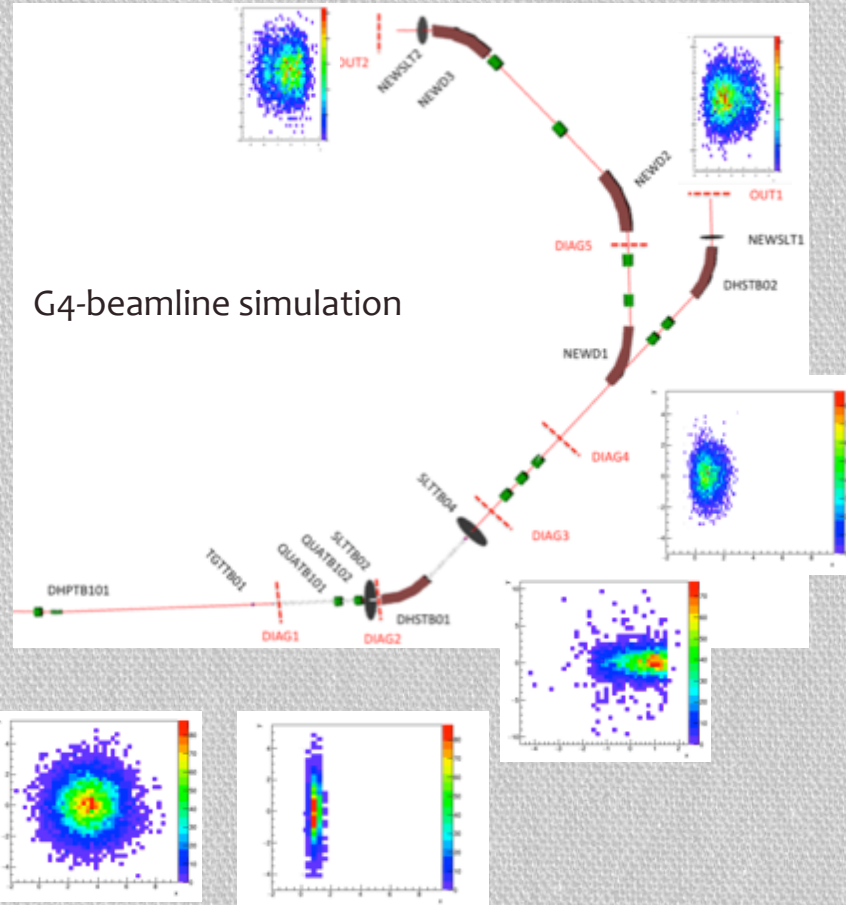 OUT2
NEWSLT2
NEWD3
NEWD2
OUT1
DIAG5
NEWSLT1
DHSTB02
G4-beamline simulation
NEWD1
DIAG4
SLTTB04
DIAG3
SLTTB02
QUATB102
QUATB101
TGTTB01
DHPTB101
DHSTB01
DIAG1
DIAG2